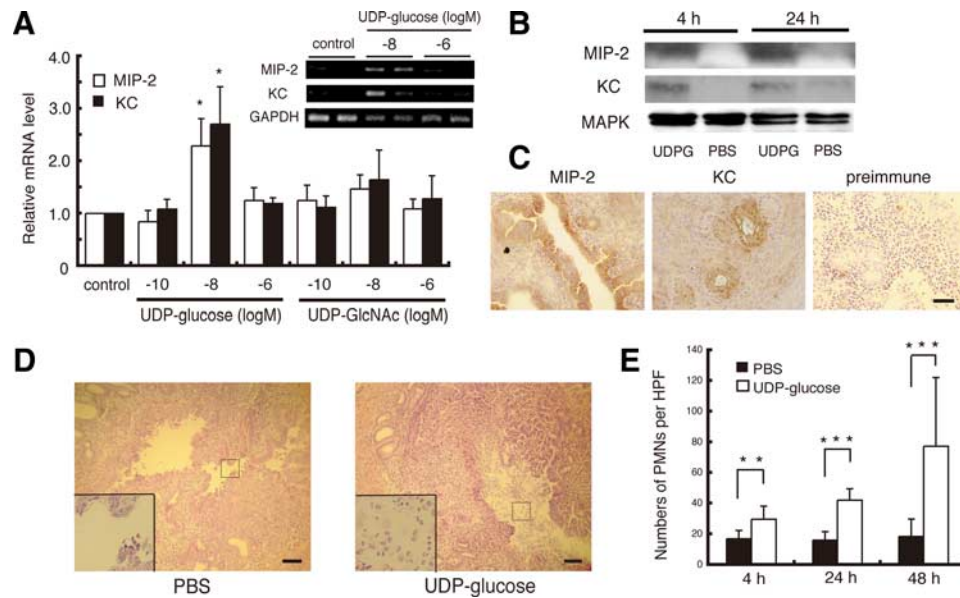 A
UDP-glucose (logM)
control -8 -6
MIP-2
KC
GAPDH
Relative mRNA level
4.0
3.0
2.0
1.0
0
MIP-2
KC
*
*
control
-10 -8 -6 -10 -8 -6
UDP-glucose (logM) UDP-GlcNAc (logM)
B
4 h 24 h
MIP-2
KC
MAPK
UDPG PBS UDPG PBS
C
MIP-2 KC preimmune
D
PBS UDP-glucose
E
Numbers of PMNs per HPF
140
120
100
80
60
40
20
0
PBS
UDP-glucose
* *
* * *
* * *
4 h 24 h 48 h